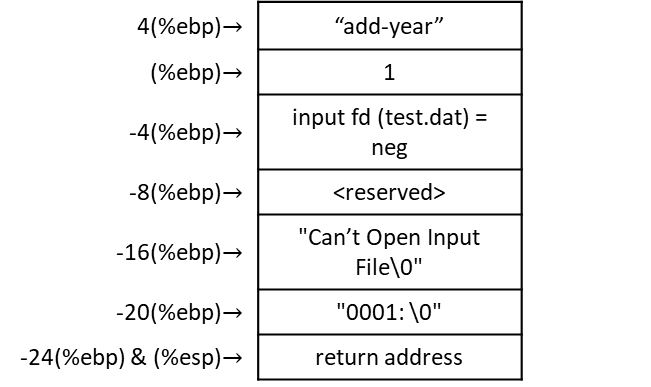 4(%ebp)→ “add-year”
(%ebp)→ 1
-4(%ebp)→ input fd (test.dat) =
neg
-8(%ebp)→ <reserved>
-16(%ebp)→ "Can’t Open Input
File\0"
-20(%ebp)→ "0001: \0"
-24(%ebp) & (%esp)→ return address